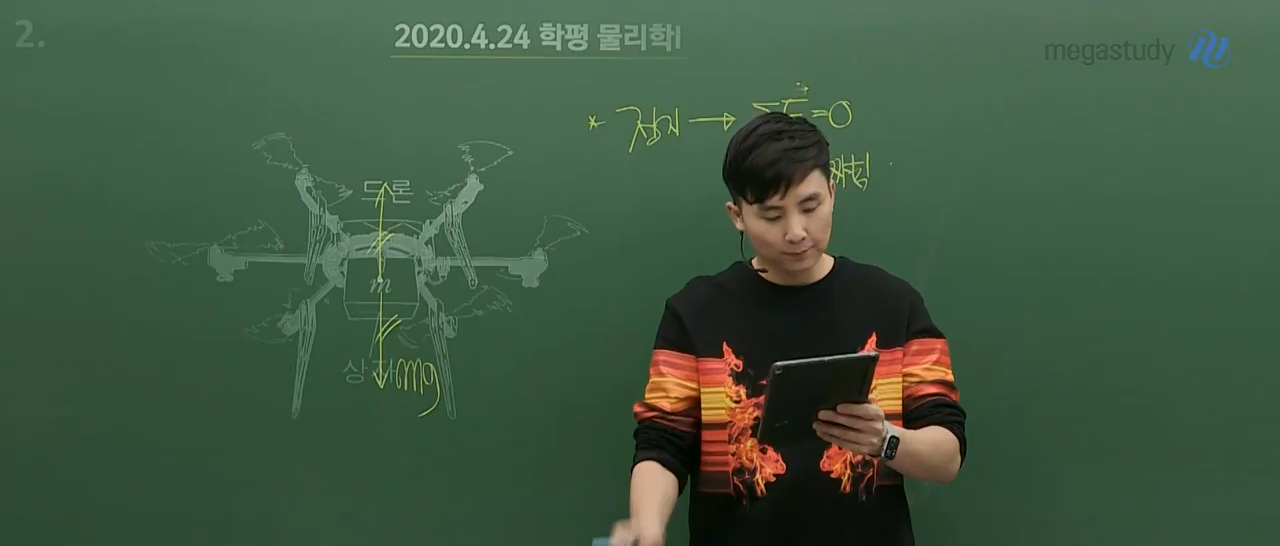 2.
2020.4.24 학평 물리학I
megastudy
* 정지 → ΣF=0
드론
m
mg